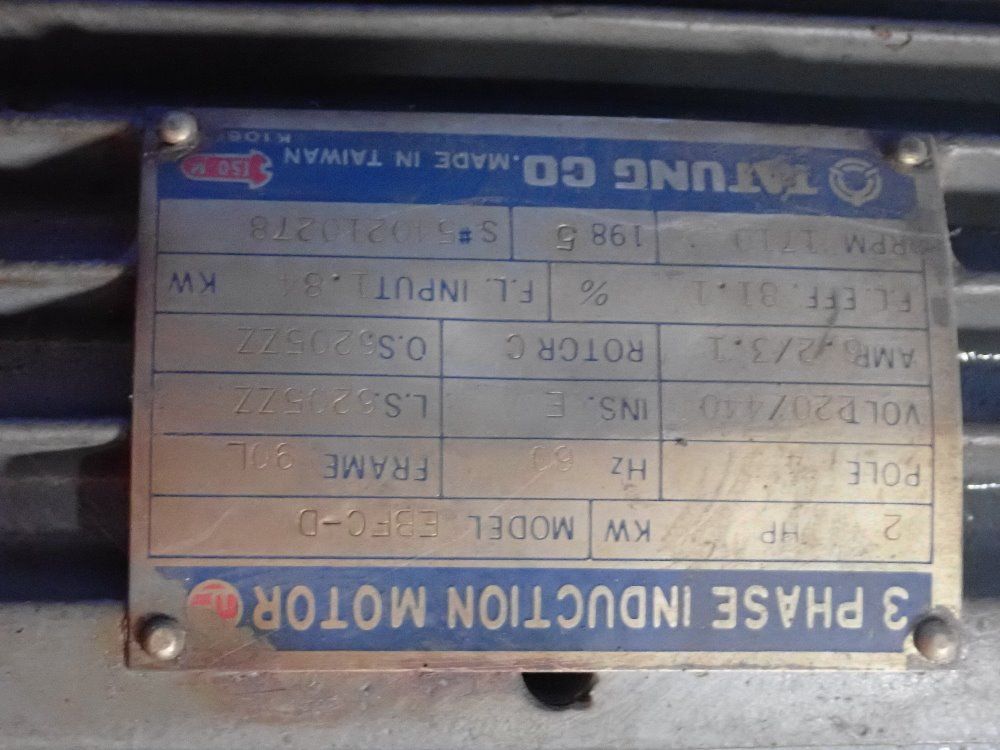 3 PHASE INDUCTION MOTOR
2 HP KW MODEL EBFC-D
POLE 4 Hz 60 FRAME 90L
VOLT 220/440 INS. E L.S. 6205ZZ
AMP 6.2/3.1 ROTOR C O.S. 6205ZZ
F.L. EFF. 81.1 % F.L. INPUT 1.84 KW
RPM 1710 1985 S# 510210278
TATUNG CO. MADE IN TAIWAN